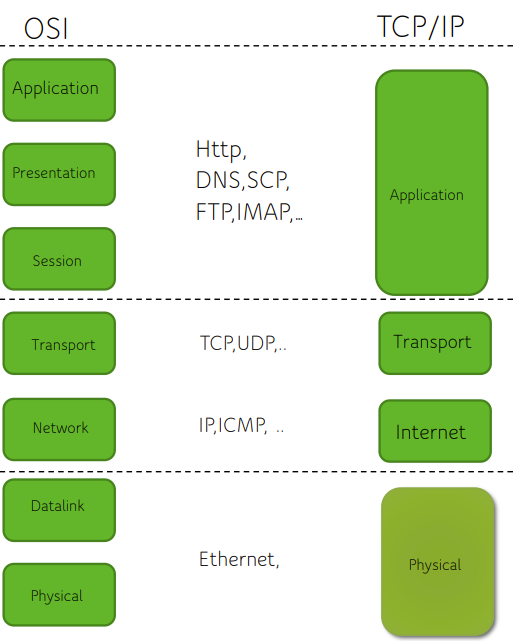 OSI
TCP/IP
Application
Presentation
Session
Http,
DNS,SCP,
FTP,IMAP,...
Application
Transport
TCP,UDP,..
Transport
Network
IP,ICMP, ..
Internet
Datalink
Physical
Ethernet,
Physical